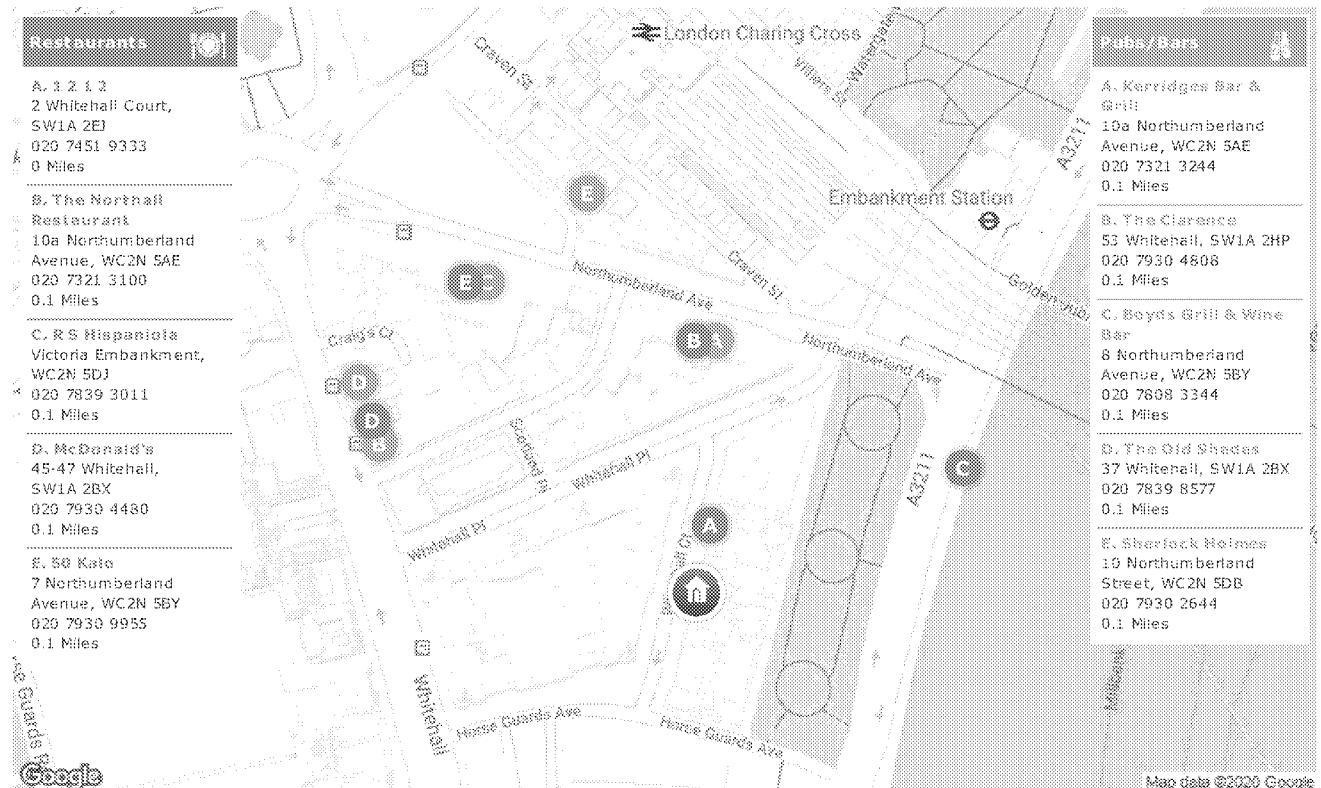 Restaurants
A. 1 2 1 2
2 Whitehall Court,
SW1A 2EJ
020 7451 9333
0 Miles
B. The Northall
Restaurant
10a Northumberland
Avenue, WC2N 5AE
020 7321 3100
0.1 Miles
C. R S Hispaniola
Victoria Embankment,
WC2N 5DJ
020 7839 3011
0.1 Miles
D. McDonald's
45-47 Whitehall,
SW1A 2BX
020 7930 4480
0.1 Miles
E. 50 Kalo
7 Northumberland
Avenue, WC2N 5BY
020 7930 9955
0.1 Miles
London Charing Cross
Craven St
Villiers St
Watergate
A3211
E
Embankment Station
Craven St
Northumberland Ave
E
Craig's Ct
B A
Northumberland Ave
D
D
B
Scotland Pl
Whitehall Pl
A3211
C
A
Whitehall Pl
Whitehall
Horse Guards Ave
Horse Guards Ave
Millbank
Google
Pubs/Bars
A. Kerridges Bar &
Grill
10a Northumberland
Avenue, WC2N 5AE
020 7321 3244
0.1 Miles
B. The Clarence
53 Whitehall, SW1A 2HP
020 7930 4808
0.1 Miles
C. Boyds Grill & Wine
Bar
8 Northumberland
Avenue, WC2N 5BY
020 7808 3344
0.1 Miles
D. The Old Shades
37 Whitehall, SW1A 2BX
020 7839 8577
0.1 Miles
E. Sherlock Holmes
10 Northumberland
Street, WC2N 5DB
020 7930 2644
0.1 Miles
Map data ©2020 Google